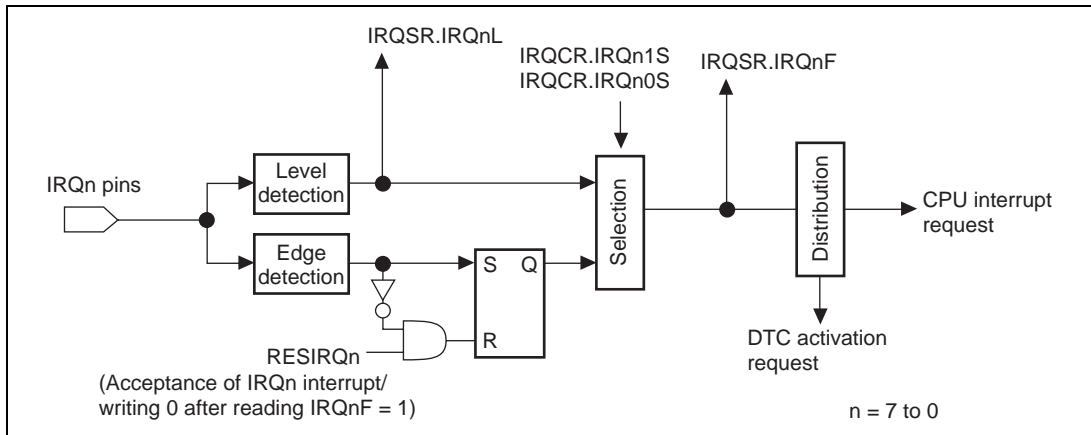 IRQSR.IRQnL
IRQCR.IRQn1S
IRQCR.IRQn0S
IRQSR.IRQnF
IRQn pins
Level
detection
Edge
detection
S Q
R
Selection
Distribution
CPU interrupt
request
DTC activation
request
RESIRQn
(Acceptance of IRQn interrupt/
writing 0 after reading IRQnF = 1)
n = 7 to 0